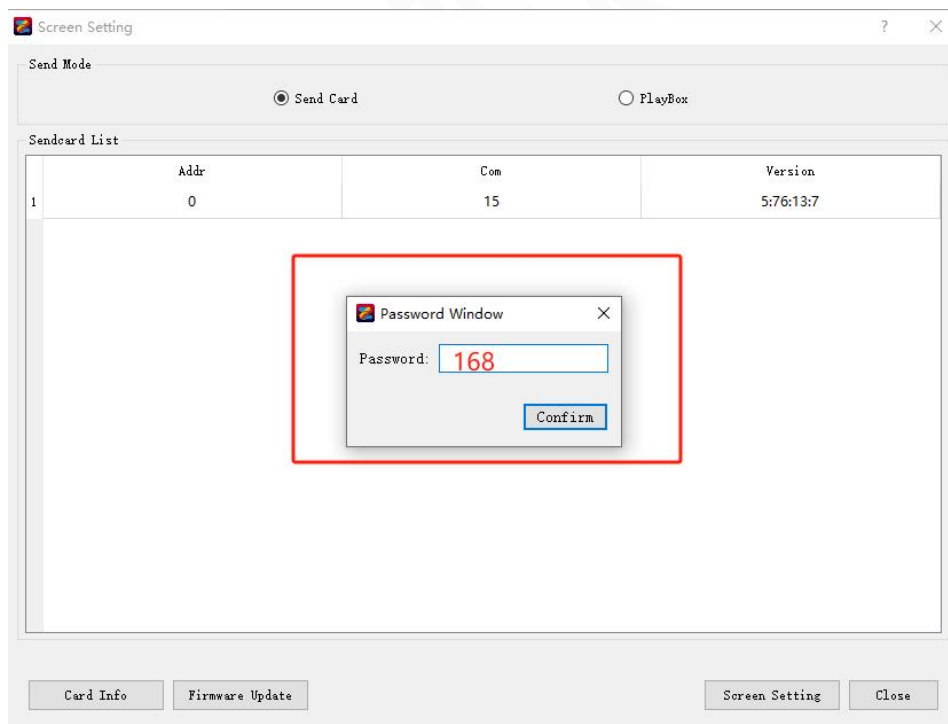 Screen Setting ? ×
Send Mode
Send Card PlayBox
Sendcard List
Addr Com Version
1 0 15 5:76:13:7
Password Window ×
Password: 168
Confirm
Card Info Firmware Update Screen Setting Close